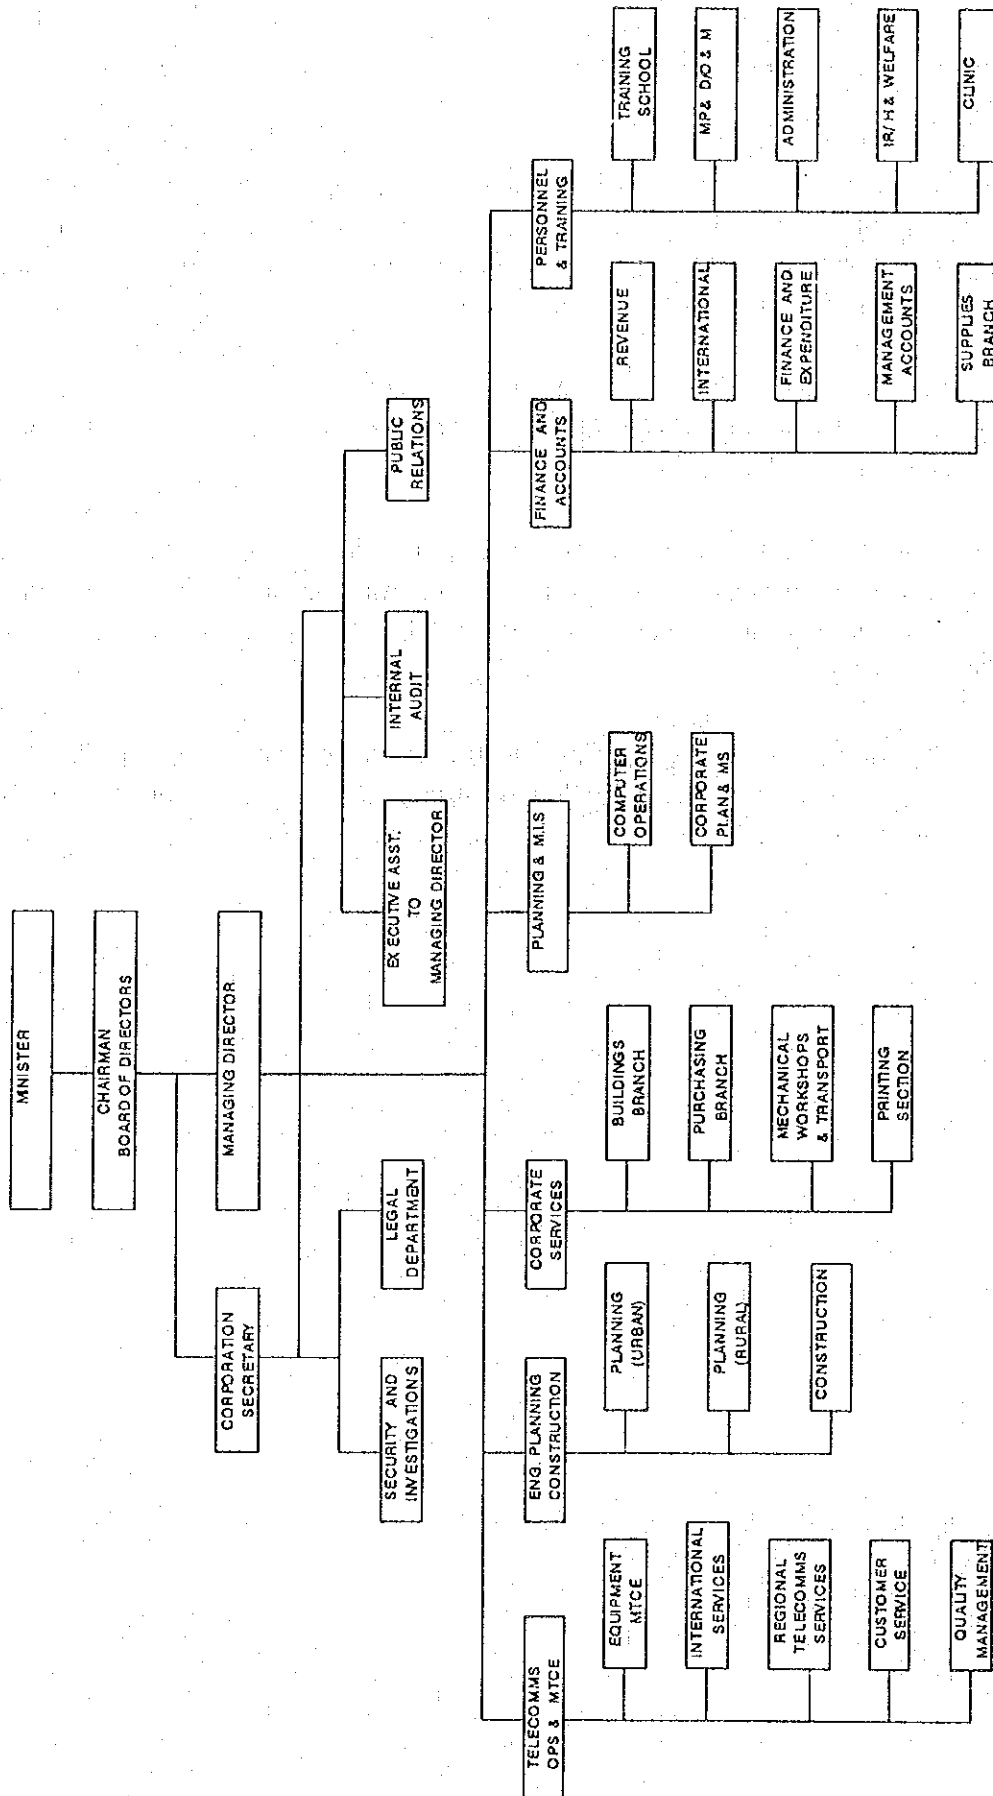 MINISTER
CHAIRMAN
BOARD OF DIRECTORS
MANAGING DIRECTOR
CORPORATION
SECRETARY
SECURITY AND
INVESTIGATIONS
LEGAL
DEPARTMENT
EXECUTIVE ASST.
TO
MANAGING DIRECTOR
INTERNAL
AUDIT
PUBLIC
RELATIONS
TELECOMMS
OPS & MTCE
EQUIPMENT
MTCE
INTERNATIONAL
SERVICES
REGIONAL
TELECOMMS
SERVICES
CUSTOMER
SERVICE
QUALITY
MANAGEMENT
ENG. PLANNING
CONSTRUCTION
PLANNING
(URBAN)
PLANNING
(RURAL)
CONSTRUCTION
CORPORATE
SERVICES
BUILDINGS
BRANCH
PURCHASING
BRANCH
MECHANICAL
WORKSHOPS
& TRANSPORT
PRINTING
SECTION
PLANNING & M.I.S
COMPUTER
OPERATIONS
CORPORATE
PLAN & MS
FINANCE AND
ACCOUNTS
REVENUE
INTERNATIONAL
FINANCE AND
EXPENDITURE
MANAGEMENT
ACCOUNTS
SUPPLIES
BRANCH
PERSONNEL
& TRAINING
TRAINING
SCHOOL
MP & D/O & M
ADMINISTRATION
IR/ H & WELFARE
CLINIC